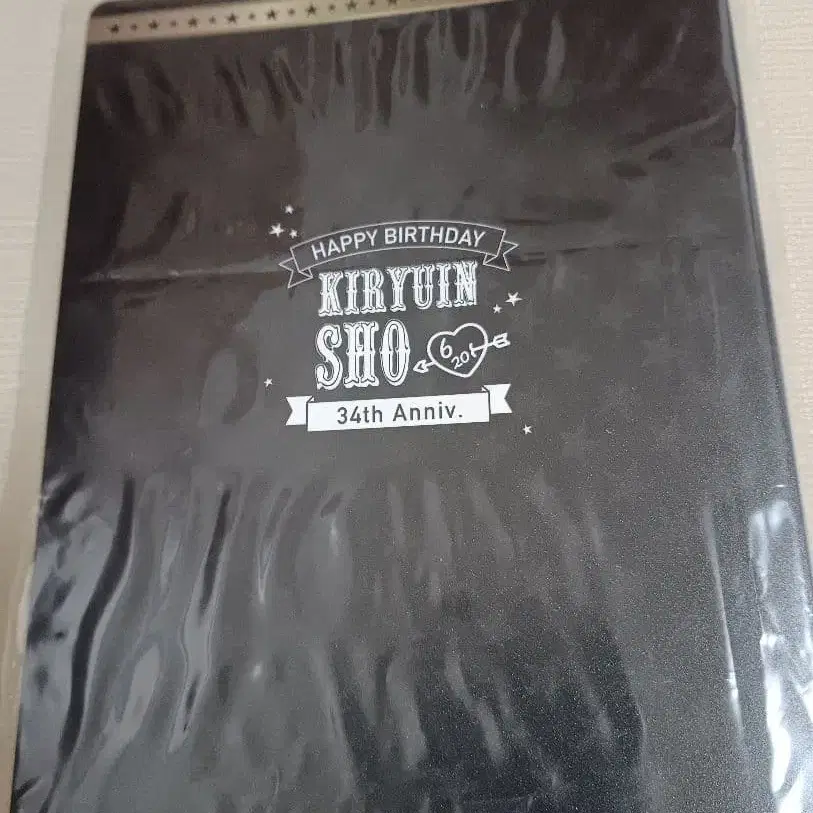 HAPPY BIRTHDAY
KIRYUIN
SHO
6
20
34th Anniv.